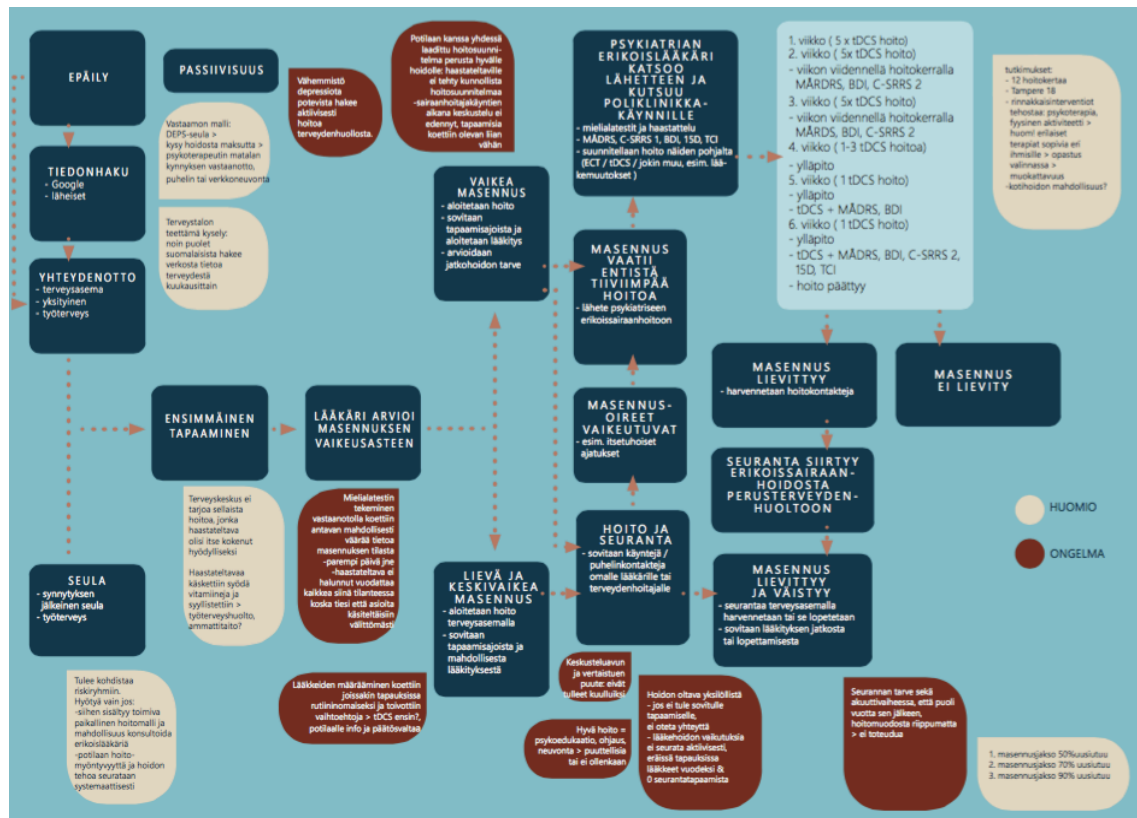 EPÄILY
PASSIIVISUUS
Vastaamon malli:
DEPS-seula >
kysy hoidosta maksutta >
psykoterapeutin matalan
kynnyksen vastaanotto,
puhelin tai verkkoneuvonta
TIEDONHAKU
- Google
- läheiset
Terveystalon
teettämä kysely:
noin puolet
suomalaisista hakee
verkosta tietoa
terveydestä
kuukausittain
YHTEYDENOTTO
- terveysasema
- yksityinen
- työterveys
Vähemmistö
depressiota
potevista hakee
aktiivisesti
hoitoa
terveydenhuollosta.
Potilaan kanssa yhdessä
laadittu hoitosuunni-
telma perusta hyvälle
hoidolle: haastateltaville
ei tehty kunnollista
hoitosuunnitelmaa
-sairaanhoitajakäyntien
aikana keskustelu ei
edennyt, tapaamisia
koettiin olevan liian
vähän
VAIKEA
MASENNUS
- aloitetaan hoito
- sovitaan
tapaamisajoista ja
aloitetaan lääkitys
- arvioidaan
jatkohoidon tarve
PSYKIATRIAN
ERIKOISLÄÄKÄRI
KATSOO
LÄHETTEEN JA
KUTSUU
POLIKLINIKKA-
KÄYNNILLE
- mielialatestit ja haastattelu
- MÅDRS, C-SRRS 1, BDI, 15D, TCI
- suunnitellaan hoito näiden pohjalta
(ECT / tDCS / jokin muu, esim. lää-
kemuutokset )
MASENNUS
VAATII
ENTISTÄ
TIIVIIMPÄÄ
HOITOA
- lähete psykiatriseen
erikoissairaanhoitoon
MASENNUS-
OIREET
VAIKEUTUVAT
- esim. itsetuhoiset
ajatukset
1. viikko ( 5 x tDCS hoito)
2. viikko ( 5x tDCS hoito)
- viikon viidennellä hoitokerralla
MÅRDRS, BDI, C-SRRS 2
3. viikko ( 5x tDCS hoito)
- viikon viidennellä hoitokerralla
MÅRDS, BDI, C-SRRS 2
4. viikko ( 1-3 tDCS hoitoa)
- ylläpito
5. viikko ( 1 tDCS hoito)
- ylläpito
- tDCS + MÅDRS, BDI
6. viikko ( 1 tDCS hoito)
- ylläpito
- tDCS + MÅDRS, BDI, C-SRRS 2,
15D, TCI
- hoito päättyy
tutkimukset:
- 12 hoitokertaa
- Tampere 18
- rinnakkaisinterventiot
tehostaa: psykoterapia,
fyysinen aktiviteetti >
huom! erilaiset
terapiat sopivia eri
ihmisille > opastus
valinnassa >
muokattavuus
-kotihoidon mahdollisuus?
MASENNUS
LIEVITTYY
- harvennetaan hoitokontakteja
MASENNUS
EI LIEVITY
SEURANTA SIIRTYY
ERIKOISSAIRAAN-
HOIDOSTA
PERUSTERVEYDEN-
HUOLTOON
HUOMIO
ONGELMA
ENSIMMÄINEN
TAPAAMINEN
LÄÄKÄRI ARVIOI
MASENNUKSEN
VAIKEUSASTEEN
Terveyskeskus ei
tarjoa sellaista
hoitoa, jonka
haastateltava
olisi itse kokenut
hyödylliseksi
Haastateltavaa
käskettiin syödä
vitamiineja ja
syyllistettiin >
työterveyshuolto,
ammattitaito?
Mielialatestin
tekeminen
vastaanotolla koettiin
antavan mahdollisesti
väärää tietoa
masennuksen tilasta
-parempi päivä jne
-haastateltava ei
halunnut vuodattaa
kaikkea siinä tilanteessa
koska tiesi että asioita
käsiteltäisiin
välittömästi
HOITO JA
SEURANTA
- sovitaan käyntejä /
puhelinkontakteja
omalle lääkärille tai
terveydenhoitajalle
MASENNUS
LIEVITTYY
JA VÄISTYY
- seurantaa terveysasemalla
harvennetaan tai se lopetetaan
- sovitaan lääkityksen jatkosta
tai lopettamisesta
SEULA
- synnytyksen
jälkeinen seula
- työterveys
LIEVÄ JA
KESKIVAIKEA
MASENNUS
- aloitetaan hoito
terveysasemalla
- sovitaan
tapaamisajoista ja
mahdollisesta
lääkityksestä
Tulee kohdistaa
riskiryhmiin.
Hyötyä vain jos:
-siihen sisältyy toimiva
paikallinen hoitomalli ja
mahdollisuus konsultoida
erikoislääkäriä
-potilaan hoito-
myöntyvyyttä ja hoidon
tehoa seurataan
systemaattisesti
Lääkkeiden määrääminen koettiin
joissakin tapauksissa
rutiininomaiseksi ja toivottiin
vaihtoehtoja > tDCS ensin?,
potilaalle info ja päätösvaltaa
Keskusteluavun
ja vertaistuen
puute: eivät
tulleet kuulluiksi
Hyvä hoito =
psykoedukaatio, ohjaus,
neuvonta > puuttellisia
tai ei ollenkaan
Hoidon oltava yksilöllistä
- jos ei tule sovitulle
tapaamiselle,
ei oteta yhteyttä
- lääkehoidon vaikutuksia
ei seurata aktiivisesti,
eräissä tapauksissa
lääkkeet vuodeksi &
0 seurantatapaamista
Seurannan tarve sekä
akuuttivaiheessa, että puoli
vuotta sen jälkeen,
hoitomuodosta riippumatta
> ei toteudua
1. masennusjakso 50%uusiutuu
2. masennusjakso 70% uusiutuu
3. masennusjakso 90% uusiutuu